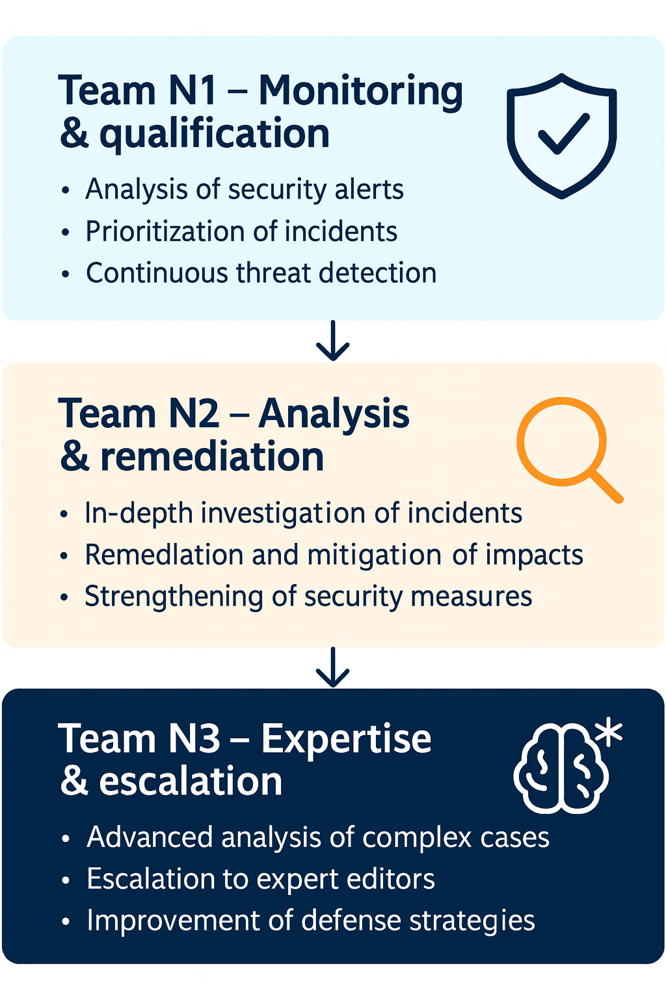 Team N1 – Monitoring
& qualification
• Analysis of security alerts
• Prioritization of incidents
• Continuous threat detection
Team N2 – Analysis
& remediation
• In-depth investigation of incidents
• Remedlation and mitigation of impacts
• Strengthening of security measures
Team N3 – Expertise
& escalation
• Advanced analysis of complex cases
• Escalation to expert editors
• Improvement of defense strategies